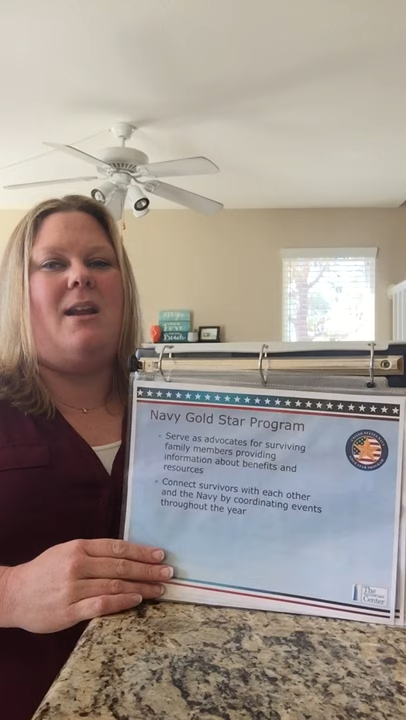 Navy Gold Star Program
Serve as advocates for surviving
family members providing
information about benefits and
resources
Connect survivors with each other
and the Navy by coordinating events
throughout the year
The
Center